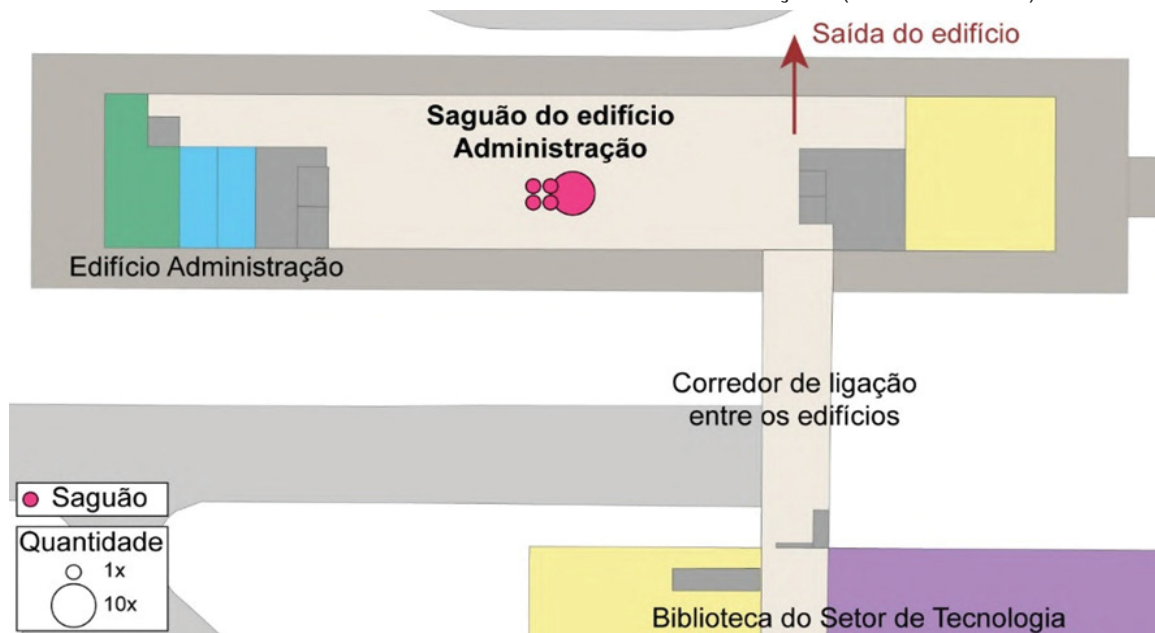 Saída do edifício
Saguão do edifício
Administração
Edifício Administração
Corredor de ligação
entre os edifícios
Saguão
Quantidade
1x
10x
Biblioteca do Setor de Tecnologia